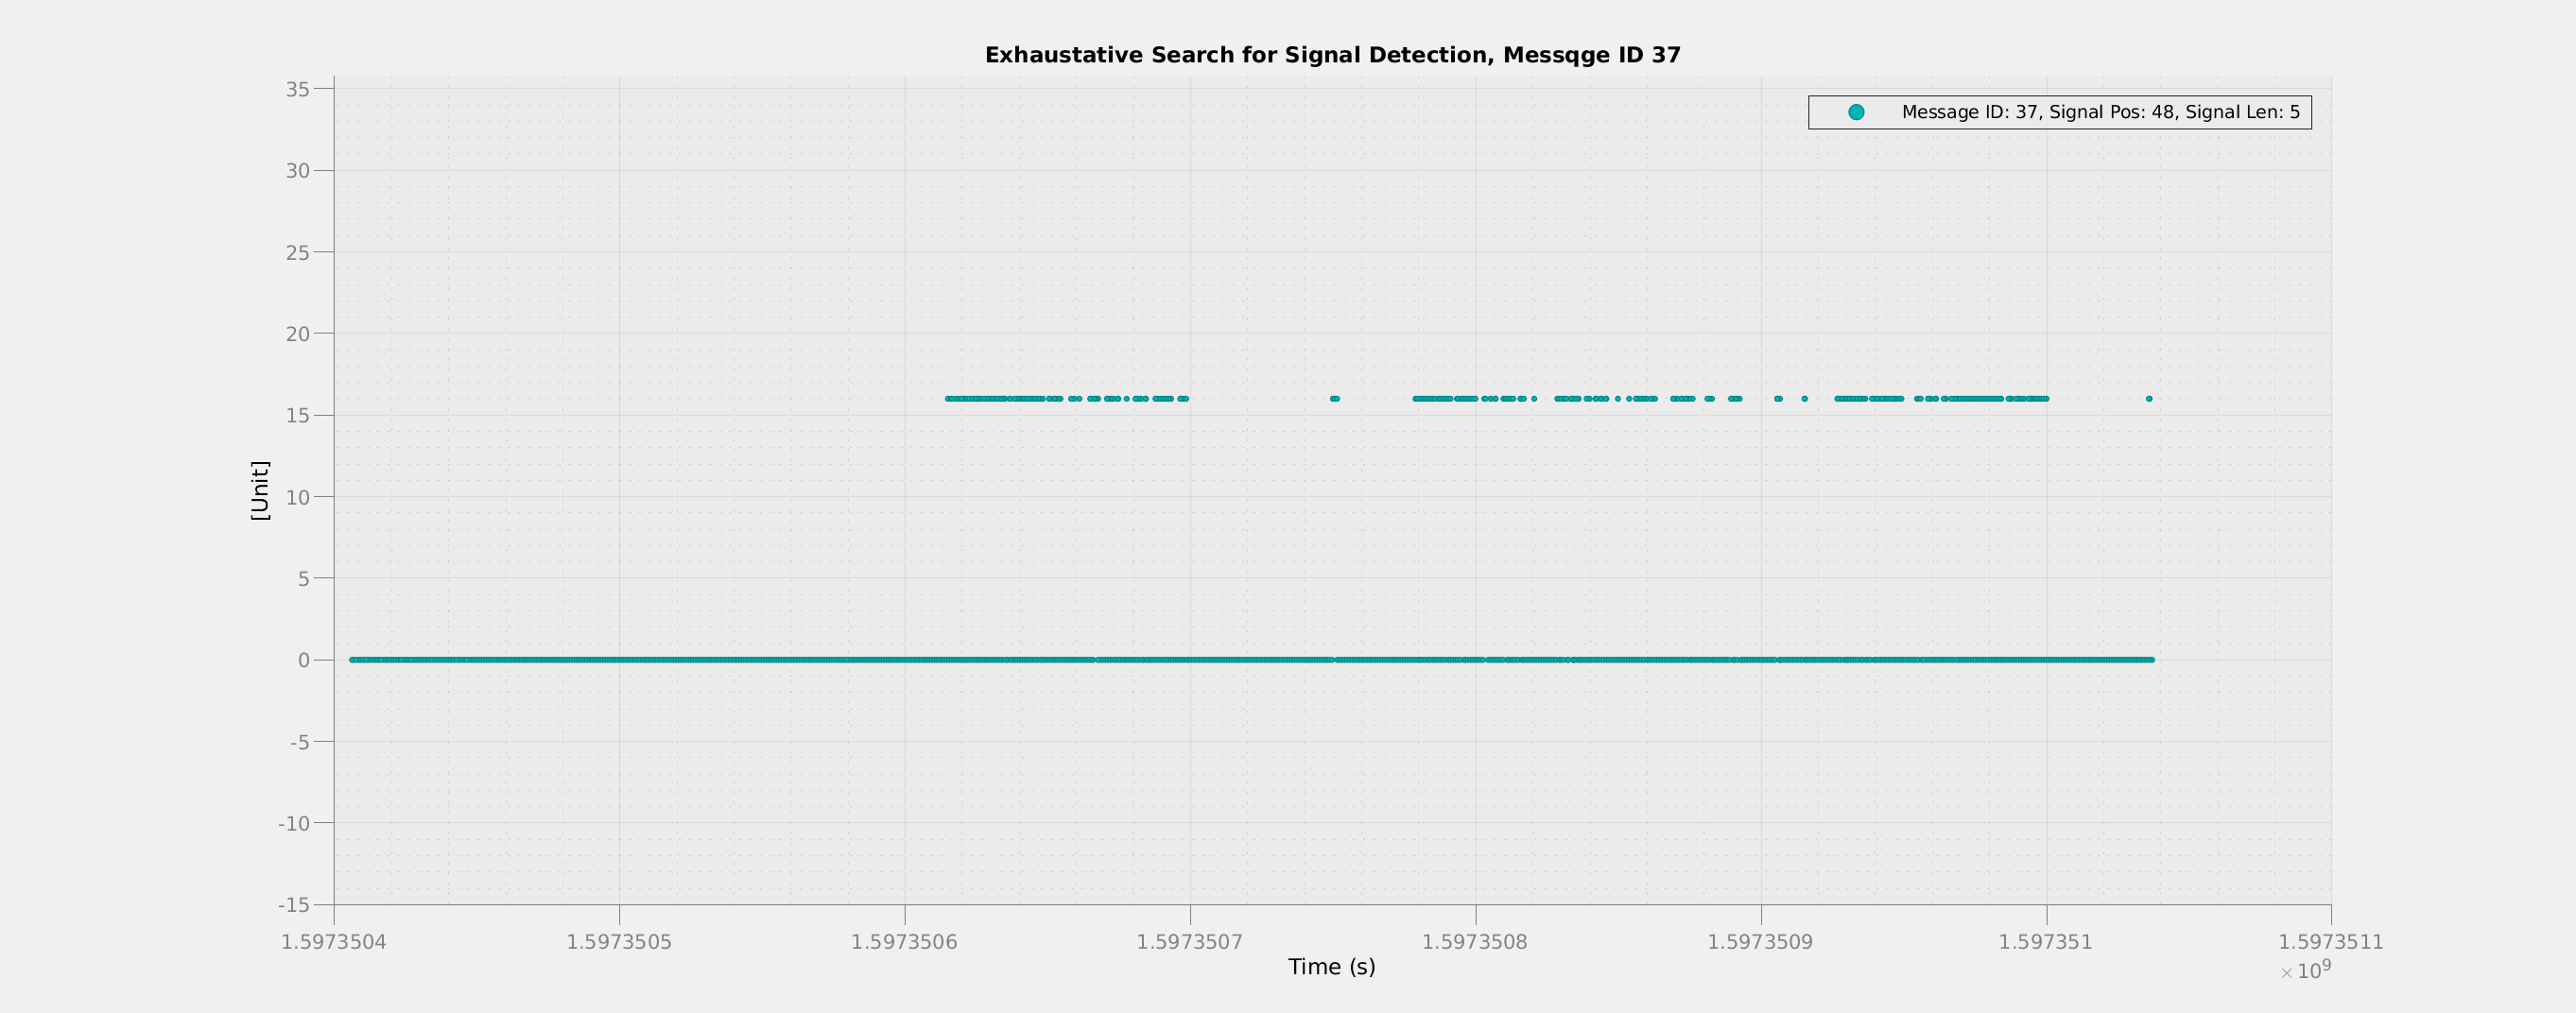 Exhaustative Search for Signal Detection, Messqge ID 37
Message ID: 37, Signal Pos: 48, Signal Len: 5
35
30
25
20
15
10
5
0
-5
-10
-15
[Unit]
1.5973504 1.5973505 1.5973506 1.5973507 1.5973508 1.5973509 1.597351 1.5973511
Time (s)
×10⁹